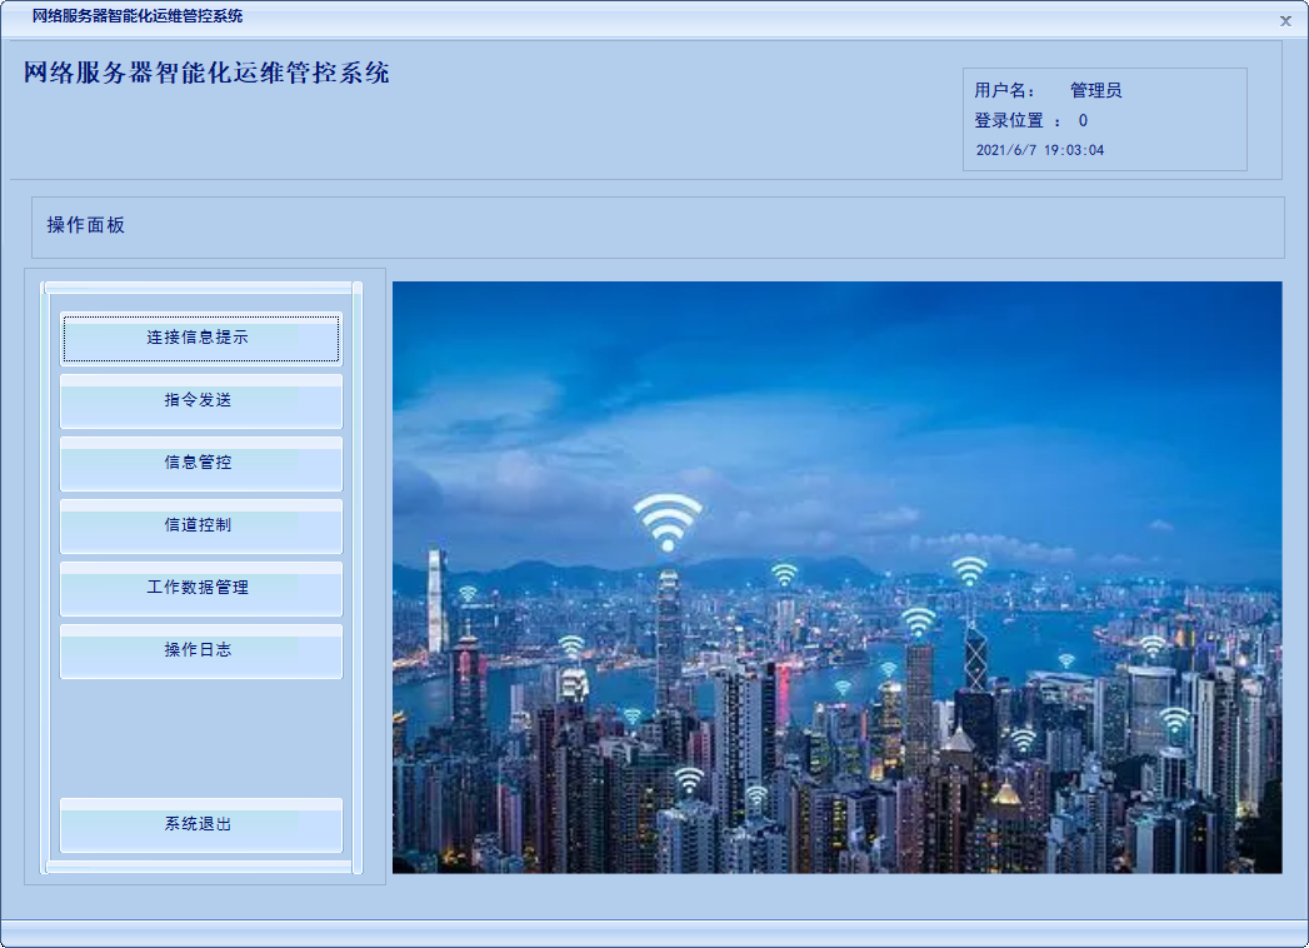 网络服务器智能化运维管控系统
网络服务器智能化运维管控系统
用户名： 管理员
登录位置 ： 0
2021/6/7 19:03:04
操作面板
连接信息提示
指令发送
信息管控
信道控制
工作数据管理
操作日志
系统退出